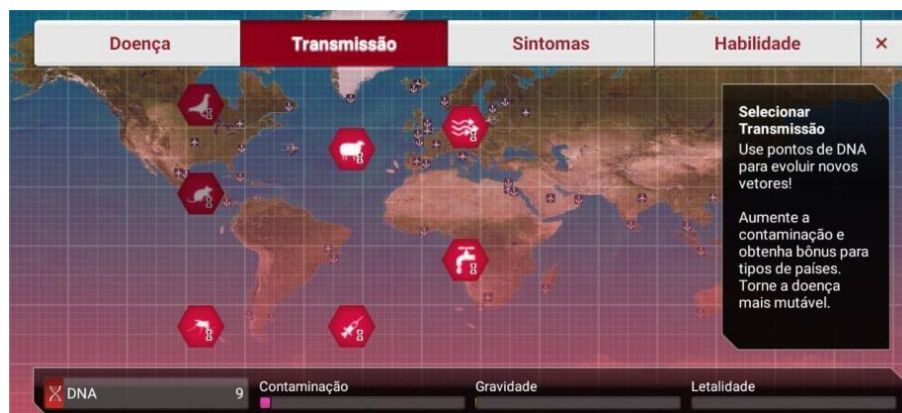 Doença
Transmissão
Sintomas
Habilidade
×
Selecionar
Transmissão
Use pontos de DNA
para evoluir novos
vetores!
Aumente a
contaminação e
obtenha bônus para
tipos de países.
Torne a doença
mais mutável.
DNA 9
Contaminação
Gravidade
Letalidade